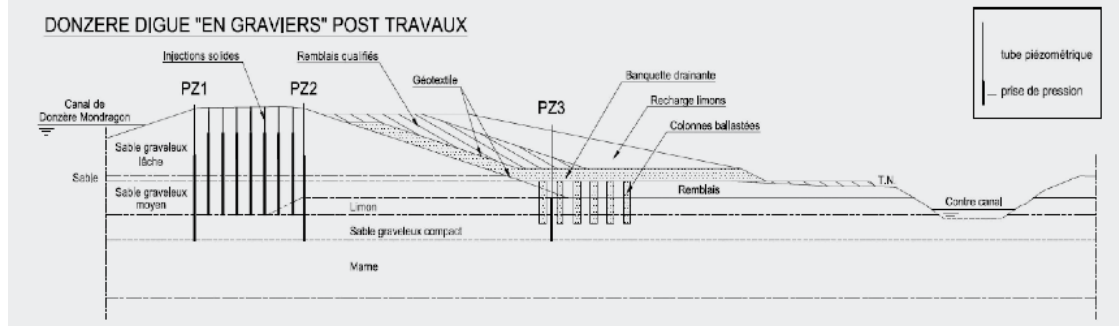 DONZERE DIGUE "EN GRAVIERS" POST TRAVAUX
tube piézométrique
prise de pression
Injections solides
Remblais cualifiés
Géotextile
Banquette drainante
Recharge limons
Colonnes ballastées
PZ1
PZ2
PZ3
Canal de
Donzère Mondragon
Sable graveleux
lâche
Sable
Sable graveleux
moyen
Limon
Sable graveleux compact
Marne
Remblais
T.N
Contre canal